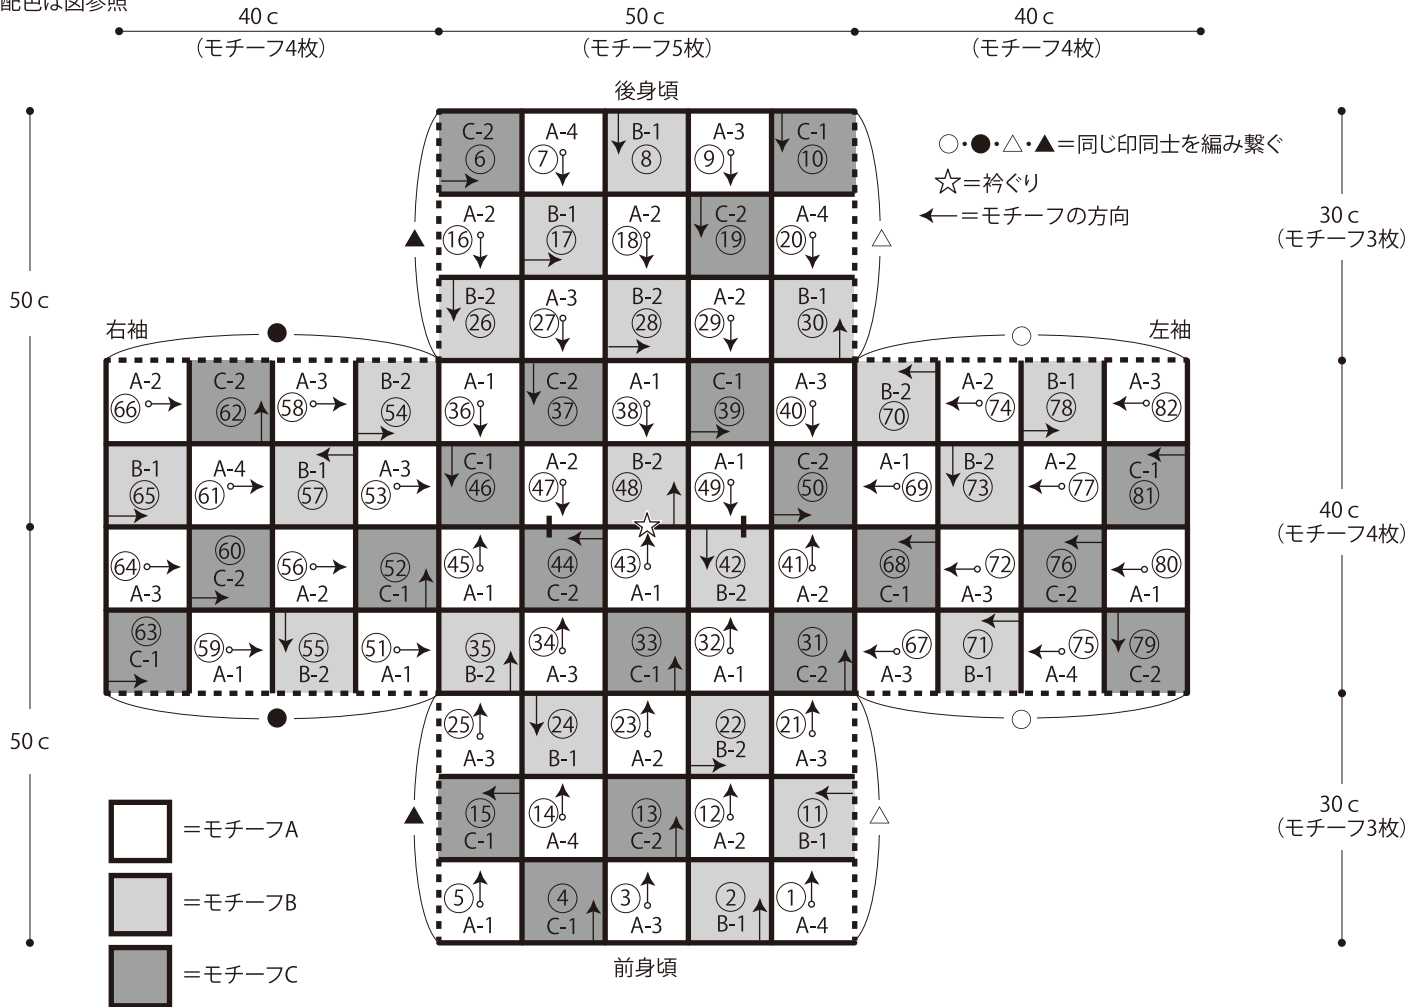 配色は図参照
40c 50c 40c
(モチーフ4枚) (モチーフ5枚) (モチーフ4枚)
後身頃
C-2 A-4 B-1 A-3 C-1
⑥ ⑦ ⑧ ⑨ ⑩
○・●・△・▲=同じ印同士を編み繋ぐ
☆=衿ぐり
←=モチーフの方向
A-2 B-1 A-2 C-2 A-4
⑯ ⑰ ⑱ ⑲ ⑳
▲ △
30c
(モチーフ3枚)
B-2 A-3 B-2 A-2 B-1
㉖ ㉗ ㉘ ㉙ ㉚
50c
右袖 ● ○ 左袖
A-2 C-2 A-3 B-2 A-1 C-2 A-1 C-1 A-3 B-2 A-2 B-1 A-3
66 62 58 54 ㊱ ㊲ ㊳ ㊴ ㊵ 70 74 78 82
B-1 A-4 B-1 A-3 C-1 A-2 B-2 A-1 C-2 A-1 B-2 A-2 C-1
65 61 57 53 ㊻ ㊼ ㊽ ㊾ ㊿ 69 73 77 81
☆
40c
(モチーフ4枚)
64 60 56 52 ㊺ ㊹ ㊸ ㊷ ㊶ 68 72 76 80
A-3 C-2 A-2 C-1 A-1 C-2 A-1 B-2 A-2 C-1 A-3 C-2 A-1
63 59 55 51 ㉟ ㉞ ㉝ ㉜ ㉛ 67 71 75 79
C-1 A-1 B-2 A-1 B-2 A-3 C-1 A-1 C-2 A-3 B-1 A-4 C-2
● ○
50c
㉕ ㉔ ㉓ ㉒ ㉑
A-3 B-1 A-2 B-2 A-3
▲ △
⑮ ⑭ ⑬ ⑫ ⑪
C-1 A-4 C-2 A-2 B-1
30c
(モチーフ3枚)
⑤ ④ ③ ② ①
A-1 C-1 A-3 B-1 A-4
前身頃
=モチーフA
=モチーフB
=モチーフC